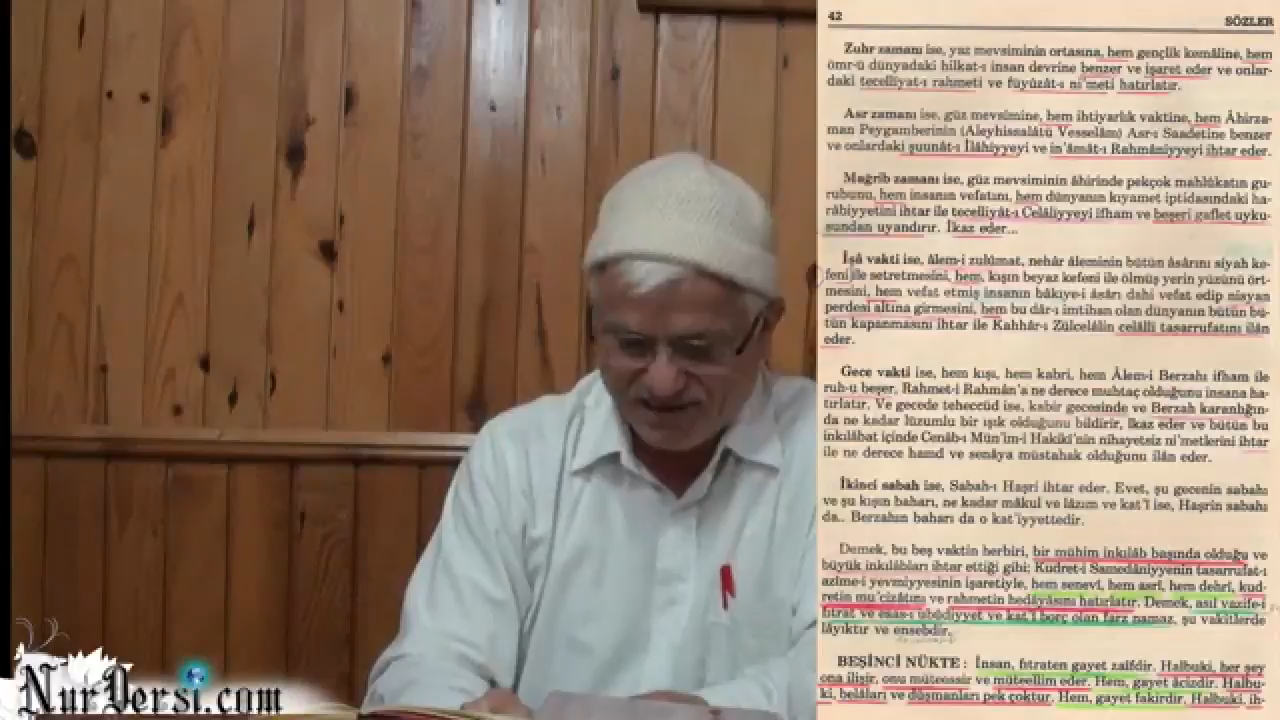 42
SÖZLER
Zuhr zamanı ise, yaz mevsiminin ortasına, hem gençlik kemâline, hem
ömr-ü dünyadaki hilkat-ı insan devrine benzer ve işaret eder ve onlar-
daki tecelliyat-ı rahmeti ve füyûzât-ı ni'meti hatırlatır.
Asr zamanı ise, güz mevsimine, hem ihtiyarlık vaktine, hem Âhirza-
man Peygamberinin (Aleyhissalâtü Vesselâm) Asr-ı Saadetine benzer
ve onlardaki şuunât-ı İlâhiyyeyi ve in'âmât-ı Rahmâniyyeyi ihtar eder.
Mağrib zamanı ise, güz mevsiminin âhirinde pekçok mahlûkatın gu-
rubunu, hem insanın vefatını, hem dünyanın kıyamet iptidasındaki ha-
râbiyyetini ihtar ile tecelliyât-ı Celâliyyeyi ifham ve beşeri gaflet uyku-
sundan uyandırır. İkaz eder...
İşâ vakti ise, âlem-i zulümat, nehâr âleminin bütün âsârını siyah ke-
feni ile setretmesini, hem, kışın beyaz kefeni ile ölmüş yerin yüzünü ört-
mesini, hem vefat etmiş insanın bâkıye-i âsârı dahi vefat edip nisyan
perdesi altına girmesini, hem bu dâr-ı imtihan olan dünyanın bütün bü-
tün kapanmasını ihtar ile Kahhâr-ı Zülcelâlin celâlli tasarrufatını ilân
eder.
Gece vakti ise, hem kışı, hem kabri, hem Âlem-i Berzahı ifham ile
ruh-u beşer, Rahmet-i Rahmân'a ne derece muhtaç olduğunu insana ha-
tırlatır. Ve gecede teheccüd ise, kabir gecesinde ve Berzah karanlığın-
da ne kadar lüzumlu bir ışık olduğunu bildirir, ikaz eder ve bütün bu
inkılâbat içinde Cenâb-ı Mün'im-i Hakikî'nin nihayetsiz ni'metlerini ihtar
ile ne derece hamd ve senâya müstahak olduğunu ilân eder.
İkinci sabah ise, Sabah-ı Haşri ihtar eder. Evet, şu gecenin sabahı
ve şu kışın baharı, ne kadar mâkul ve lâzım ve kat'î ise, Haşrin sabahı
da.. Berzahın baharı da o kat'iyyettedir.
Demek, bu beş vaktin herbiri, bir mühim inkılâb başında olduğu ve
büyük inkılâbları ihtar ettiği gibi; Kudret-i Samedâniyyenin tasarrufat-ı
azîme-i yevmiyyesinin işaretiyle, hem senevî, hem asrî, hem dehrî, kud-
retin mu'cizâtını ve rahmetin hedâyâsını hatırlatır. Demek, asıl vazife-i
fıtrat ve esas-ı ubûdiyyet ve kat'î borç olan farz namaz, şu vakitlerde
lâyıktır ve ensebdir.
BEŞİNCİ NÜKTE : İnsan, fıtraten gayet zaîfdir. Halbuki, her şey
ona ilişir, onu müteessir ve müteellim eder. Hem, gayet âcizdir. Halbu-
ki, belâları ve düşmanları pek çoktur. Hem, gayet fakirdir. Halbuki, ih-
NurDersi.com